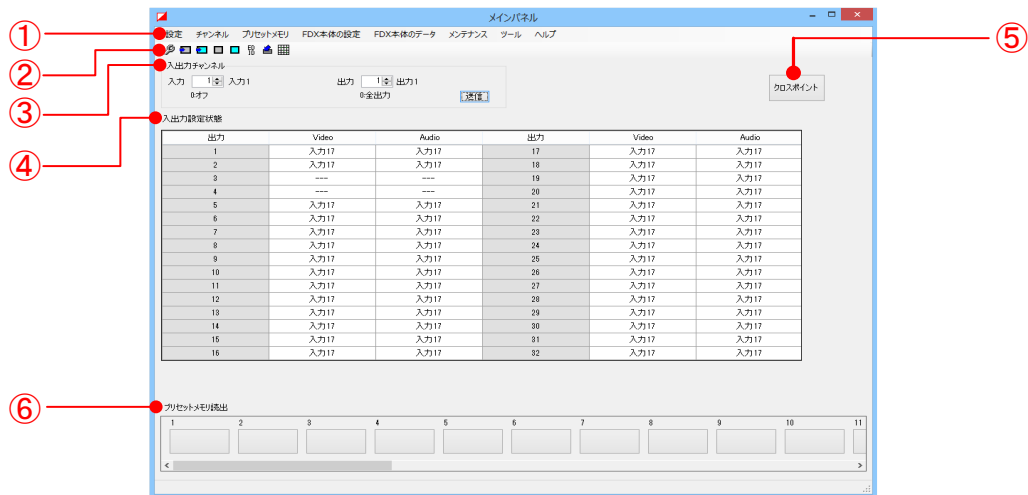 メインパネル
① 設定 チャンネル プリセットメモリ FDX本体の設定 FDX本体のデータ メンテナンス ツール ヘルプ ⑤
②
③ 入出力チャンネル
入力 1 入力1 出力 1 出力1
0:オフ 0:全出力 送信
クロスポイント
④ 入出力設定状態
出力 Video Audio 出力 Video Audio
1 入力17 入力17 17 入力17 入力17
2 入力17 入力17 18 入力17 入力17
3 --- --- 19 入力17 入力17
4 --- --- 20 入力17 入力17
5 入力17 入力17 21 入力17 入力17
6 入力17 入力17 22 入力17 入力17
7 入力17 入力17 23 入力17 入力17
8 入力17 入力17 24 入力17 入力17
9 入力17 入力17 25 入力17 入力17
10 入力17 入力17 26 入力17 入力17
11 入力17 入力17 27 入力17 入力17
12 入力17 入力17 28 入力17 入力17
13 入力17 入力17 29 入力17 入力17
14 入力17 入力17 30 入力17 入力17
15 入力17 入力17 31 入力17 入力17
16 入力17 入力17 32 入力17 入力17
⑥ プリセットメモリ読出
1 2 3 4 5 6 7 8 9 10 11